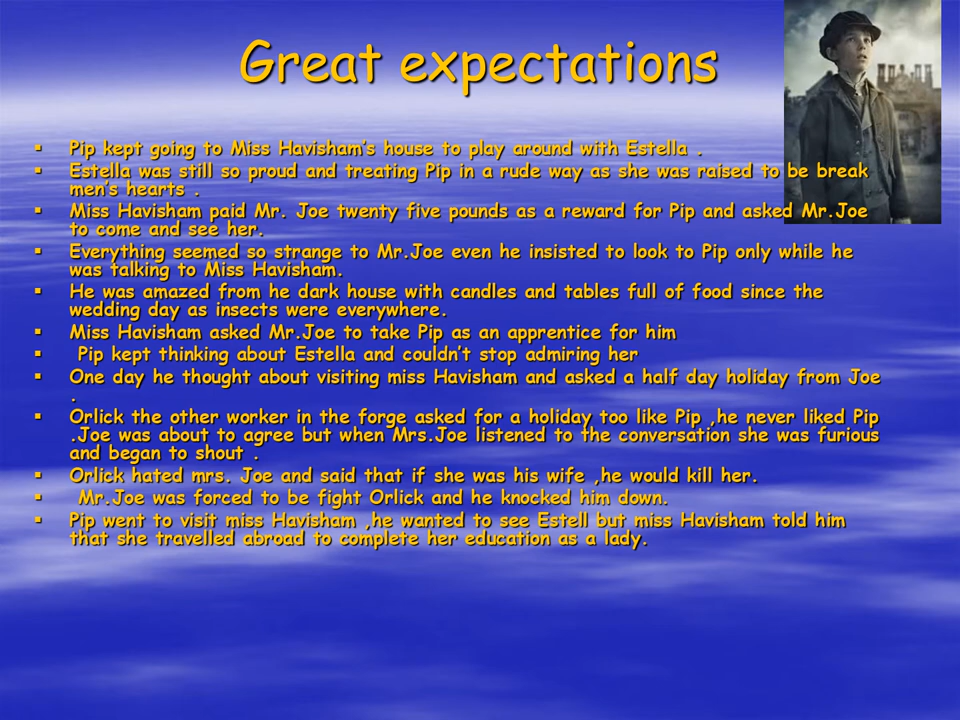 Great expectations
▪ Pip kept going to Miss Havisham's house to play around with Estella .
▪ Estella was still so proud and treating Pip in a rude way as she was raised to be break
men's hearts .
▪ Miss Havisham paid Mr. Joe twenty five pounds as a reward for Pip and asked Mr.Joe
to come and see her.
▪ Everything seemed so strange to Mr.Joe even he insisted to look to Pip only while he
was talking to Miss Havisham.
▪ He was amazed from he dark house with candles and tables full of food since the
wedding day as insects were everywhere.
▪ Miss Havisham asked Mr.Joe to take Pip as an apprentice for him
▪ Pip kept thinking about Estella and couldn't stop admiring her
▪ One day he thought about visiting miss Havisham and asked a half day holiday from Joe
.
▪ Orlick the other worker in the forge asked for a holiday too like Pip ,he never liked Pip
.Joe was about to agree but when Mrs.Joe listened to the conversation she was furious
and began to shout .
▪ Orlick hated mrs. Joe and said that if she was his wife ,he would kill her.
▪ Mr.Joe was forced to be fight Orlick and he knocked him down.
▪ Pip went to visit miss Havisham ,he wanted to see Estell but miss Havisham told him
that she travelled abroad to complete her education as a lady.